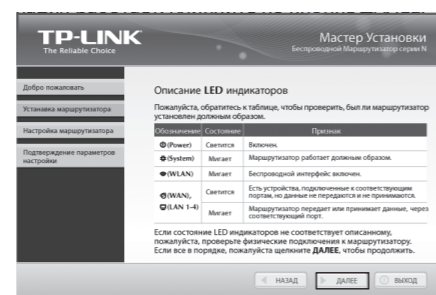 TP-LINK
The Reliable Choice
Мастер Установки
Беспроводной Маршрутизатор серии N
Добро пожаловать
Установка маршрутизатора
Настройка маршрутизатора
Подтверждение параметров
настройки
Описание LED индикаторов
Пожалуйста, обратитесь к таблице, чтобы проверить, был ли маршрутизатор
установлен должным образом.
Обозначение Состояние Признак
(Power) Светится Включен.
(System) Мигает Маршрутизатор работает должным образом.
(WLAN) Мигает Беспроводной интерфейс включен.
(WAN), Светится Есть устройства, подключенные к соответствующим
портам, но данные не передаются и не принимаются.
(LAN 1-4) Мигает Маршрутизатор передает или принимает данные, через
соответствующий порт.
Если состояние LED индикаторов не соответствует описанному,
пожалуйста, проверьте физические подключения к маршрутизатору.
Если все в порядке, пожалуйста щелкните ДАЛЕЕ, чтобы продолжить.
НАЗАД ДАЛЕЕ ВЫХОД